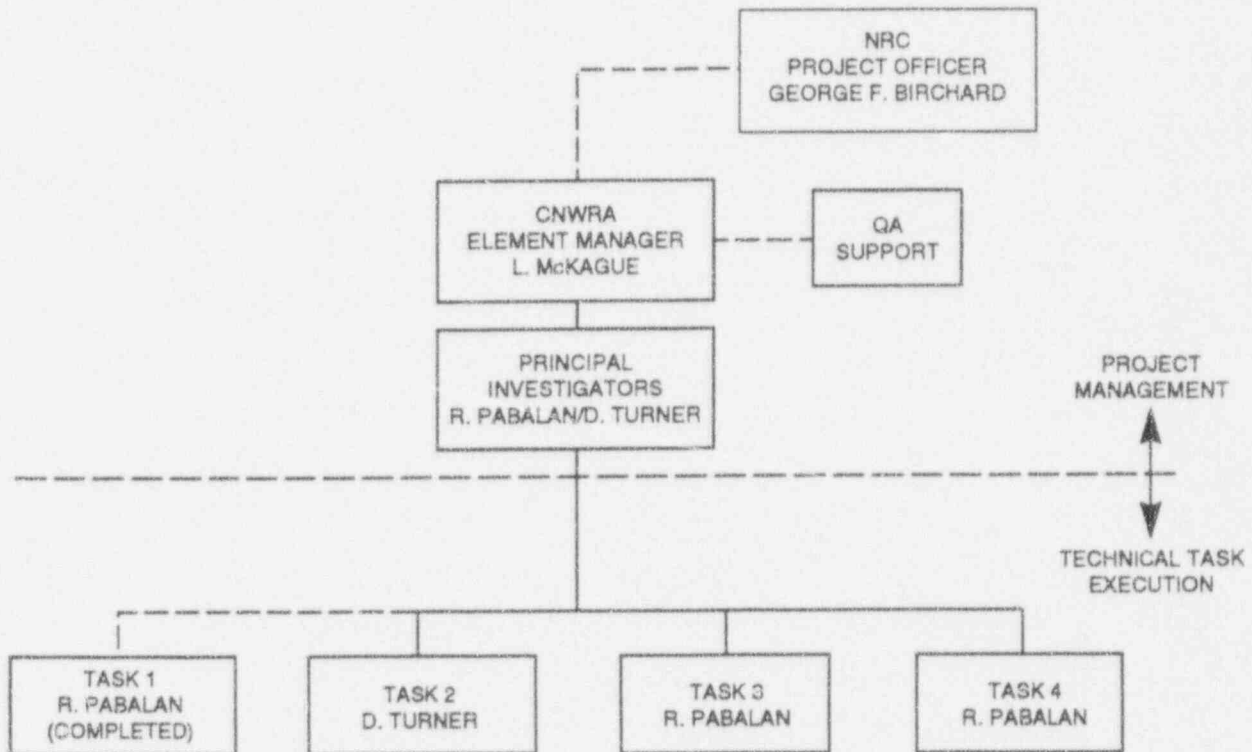 NRC
PROJECT OFFICER
GEORGE F. BIRCHARD
CNWRA
ELEMENT MANAGER
L. McKAGUE
QA
SUPPORT
PRINCIPAL
INVESTIGATORS
R. PABALAN/D. TURNER
PROJECT
MANAGEMENT
TECHNICAL TASK
EXECUTION
TASK 1
R. PABALAN
(COMPLETED)
TASK 2
D. TURNER
TASK 3
R. PABALAN
TASK 4
R. PABALAN